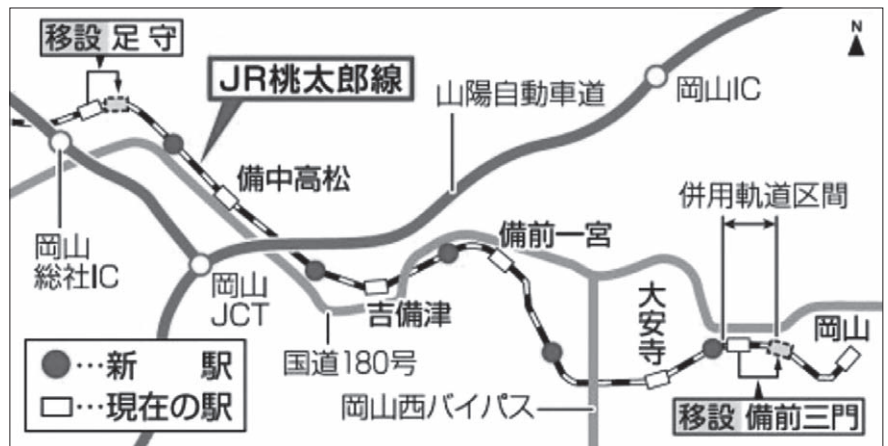 移設 足守
N
JR桃太郎線
山陽自動車道
岡山IC
備中高松
併用軌道区間
岡山
総社IC
備前一宮
岡山
JCT
吉備津
大安寺
岡山
国道180号
●…新駅
□…現在の駅
岡山西バイパス
移設 備前三門